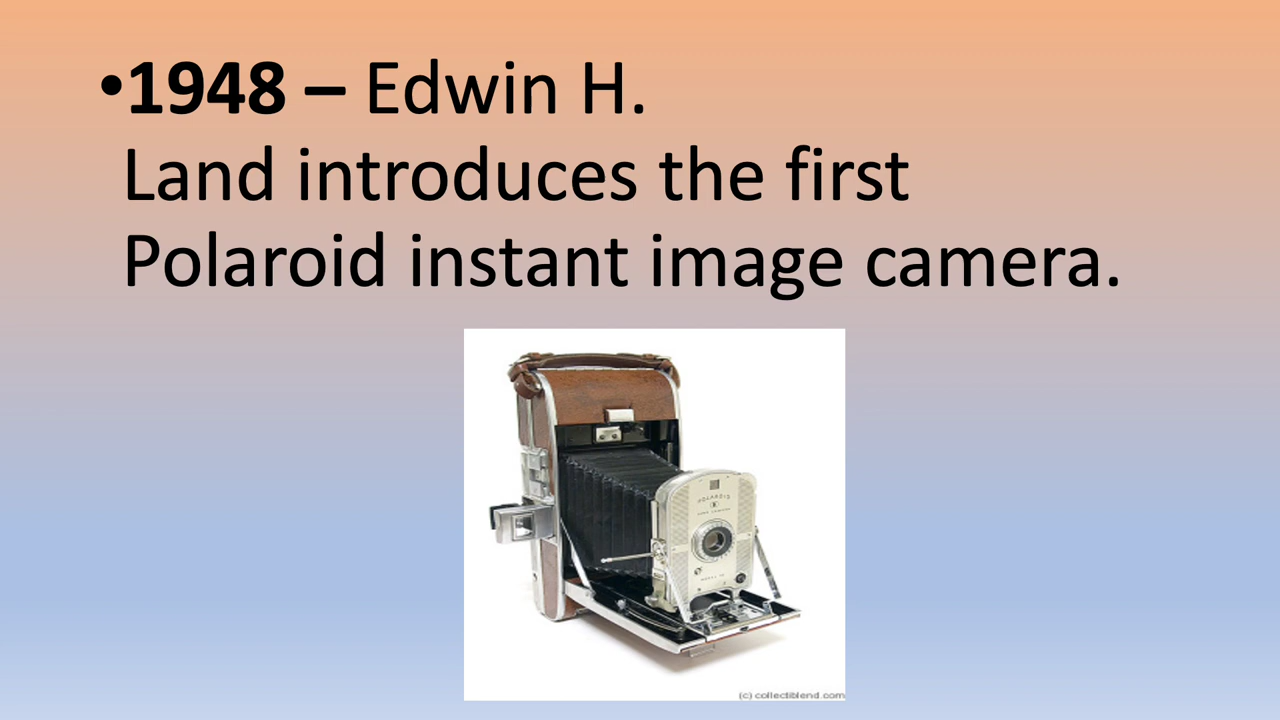 •1948 – Edwin H.
Land introduces the first
Polaroid instant image camera.
POLAROID
(c) collectiblend.com